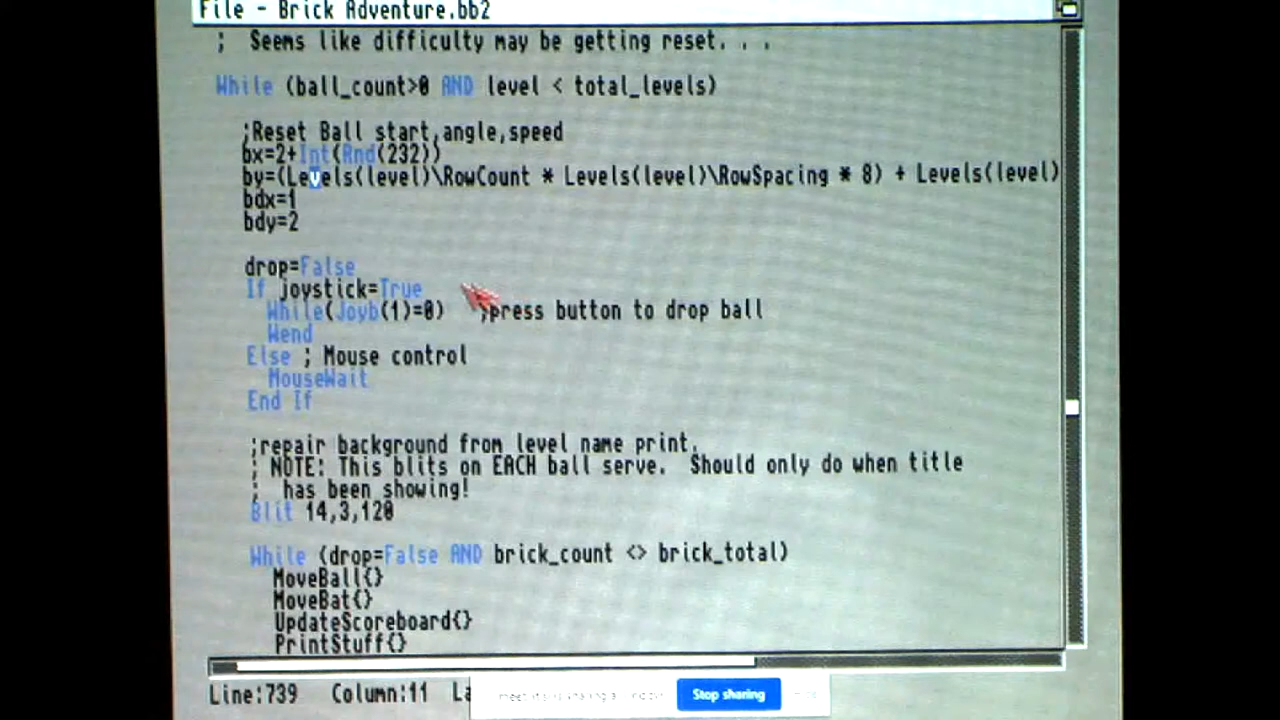 File - Brick Adventure.bb2
;  Seems like difficulty may be getting reset. . .
While (ball_count>0 AND level < total_levels)
;Reset Ball start,angle,speed
bx=2+Int(Rnd(232))
by=(Levels(level)\RowCount * Levels(level)\RowSpacing * 8) + Levels(level)
bdx=1
bdy=2
drop=False
If joystick=True
While(Joyb(1)=0)   ;press button to drop ball
Wend
Else ; Mouse control
MouseWait
End If
;repair background from level name print.
; NOTE: This blits on EACH ball serve.  Should only do when title
;  has been showing!
Blit 14,3,120
While (drop=False AND brick_count <> brick_total)
MoveBall{}
MoveBat{}
UpdateScoreboard{}
PrintStuff{}
Line:739   Column:11   La
Stop sharing